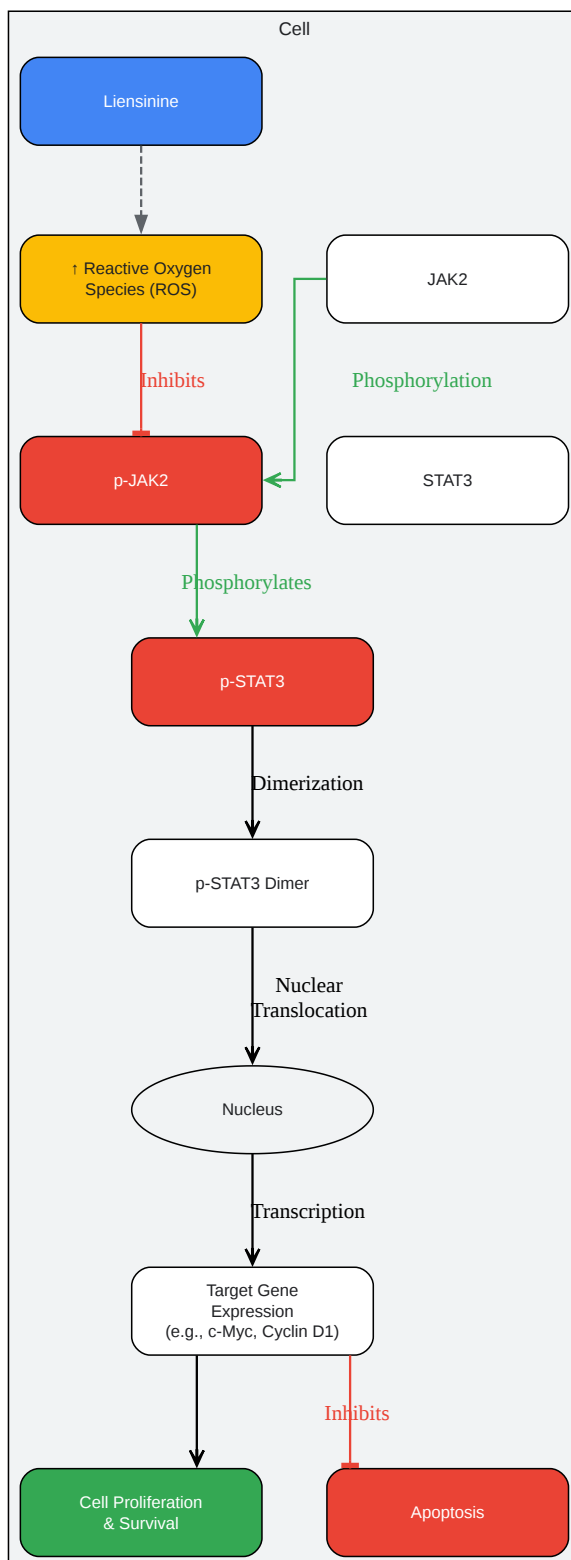 Cell
Liensinine
↑ Reactive Oxygen
Species (ROS)
JAK2
Inhibits
Phosphorylation
p-JAK2
STAT3
Phosphorylates
p-STAT3
Dimerization
p-STAT3 Dimer
Nuclear
Translocation
Nucleus
Transcription
Target Gene
Expression
(e.g., c-Myc, Cyclin D1)
Inhibits
Cell Proliferation
& Survival
Apoptosis